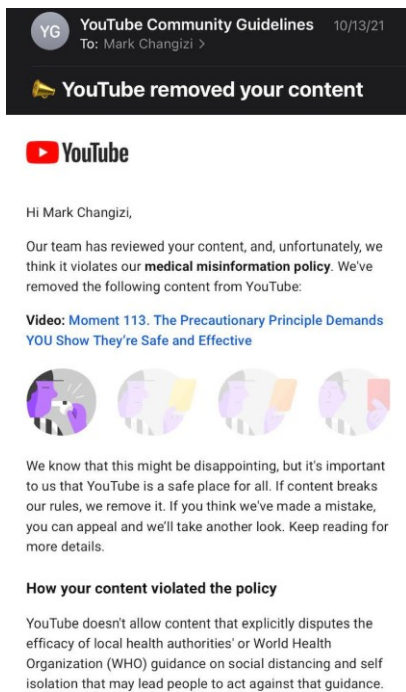 YG
YouTube Community Guidelines 10/13/21
To: Mark Changizi >
YouTube removed your content
YouTube
Hi Mark Changizi,
Our team has reviewed your content, and, unfortunately, we
think it violates our medical misinformation policy. We've
removed the following content from YouTube:
Video: Moment 113. The Precautionary Principle Demands
YOU Show They're Safe and Effective
We know that this might be disappointing, but it's important
to us that YouTube is a safe place for all. If content breaks
our rules, we remove it. If you think we've made a mistake,
you can appeal and we'll take another look. Keep reading for
more details.
How your content violated the policy
YouTube doesn't allow content that explicitly disputes the
efficacy of local health authorities' or World Health
Organization (WHO) guidance on social distancing and self
isolation that may lead people to act against that guidance.